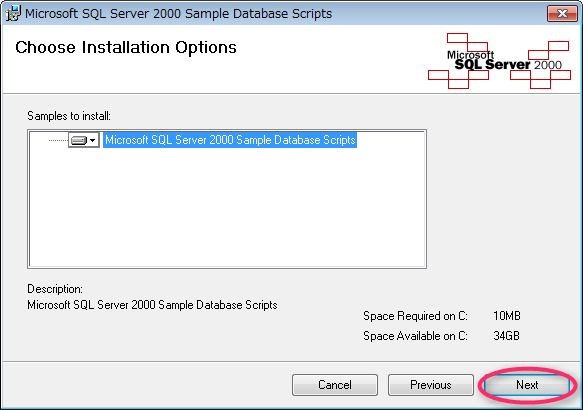 Microsoft SQL Server 2000 Sample Database Scripts
Choose Installation Options
Microsoft
SQL Server 2000
Samples to install:
Microsoft SQL Server 2000 Sample Database Scripts
Description:
Microsoft SQL Server 2000 Sample Database Scripts
Space Required on C: 10MB
Space Available on C: 34GB
Cancel Previous Next